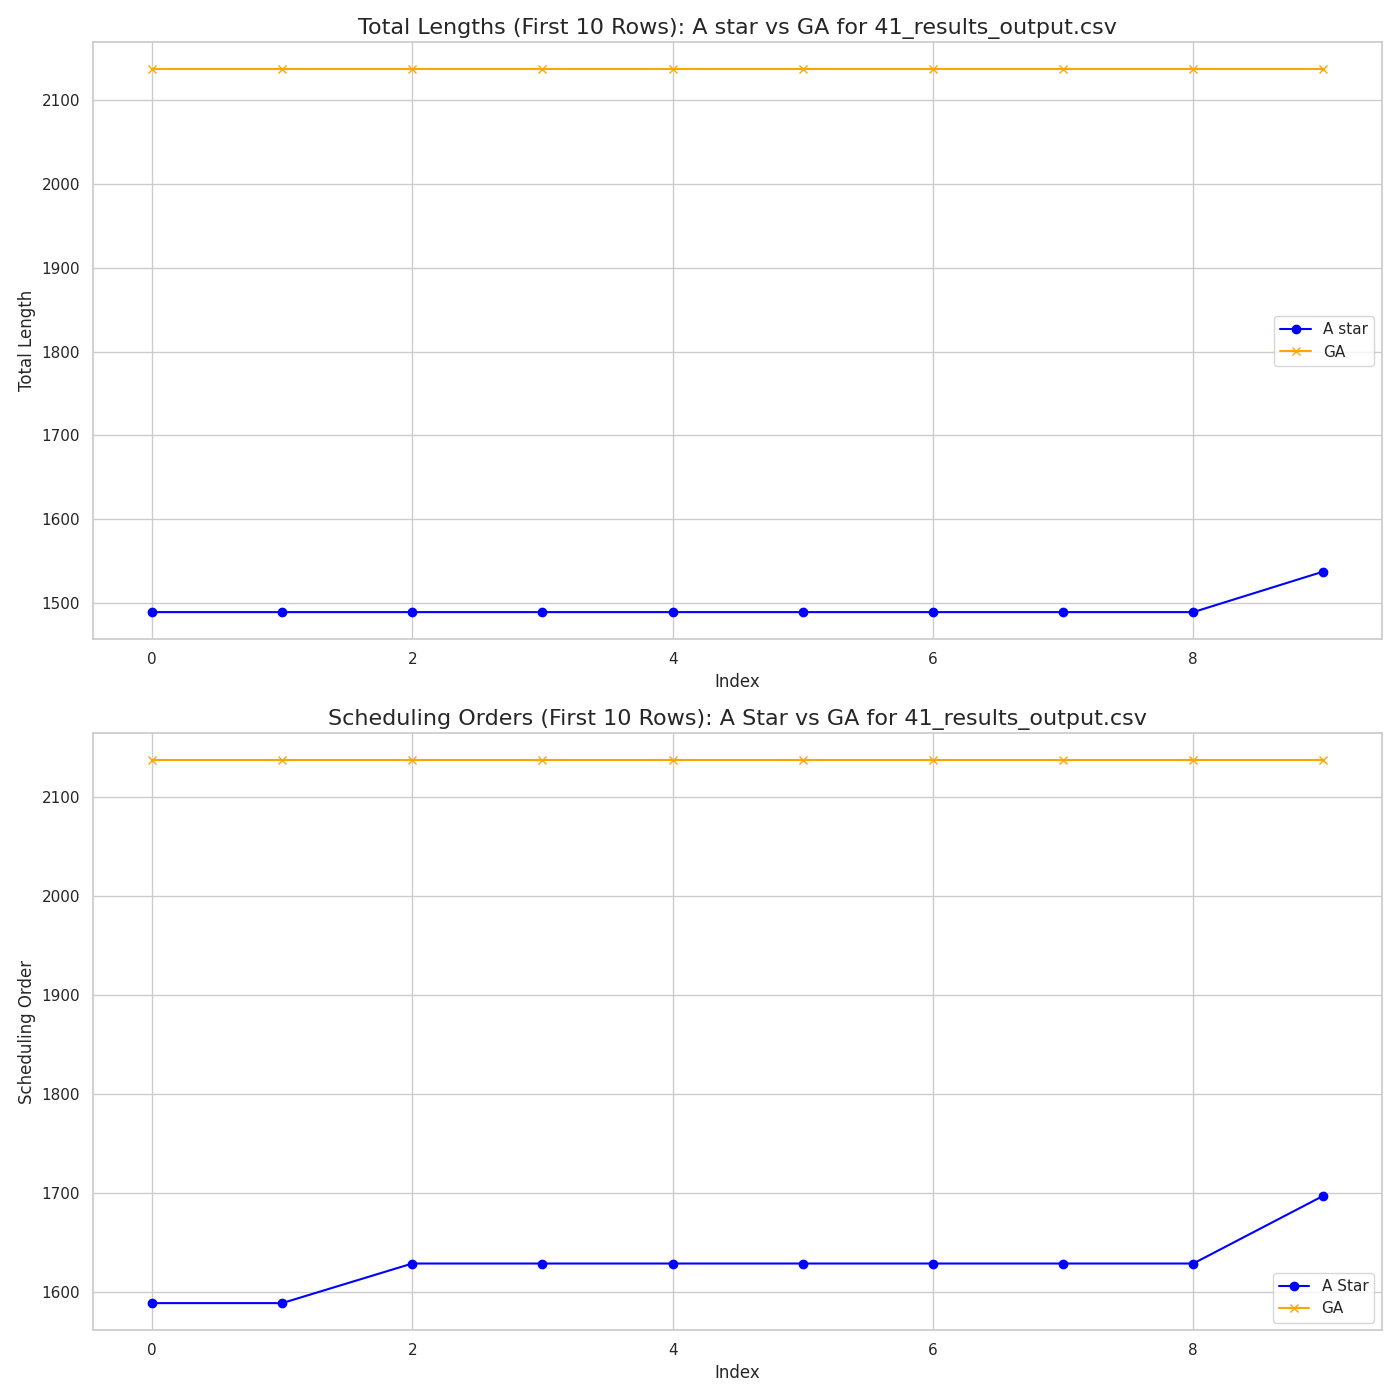 Total Lengths (First 10 Rows): A star vs GA for 41_results_output.csv
Total Length
2100
2000
1900
1800
1700
1600
1500
A star
GA
0 2 4 6 8
Index
Scheduling Orders (First 10 Rows): A Star vs GA for 41_results_output.csv
Scheduling Order
2100
2000
1900
1800
1700
1600
A Star
GA
0 2 4 6 8
Index